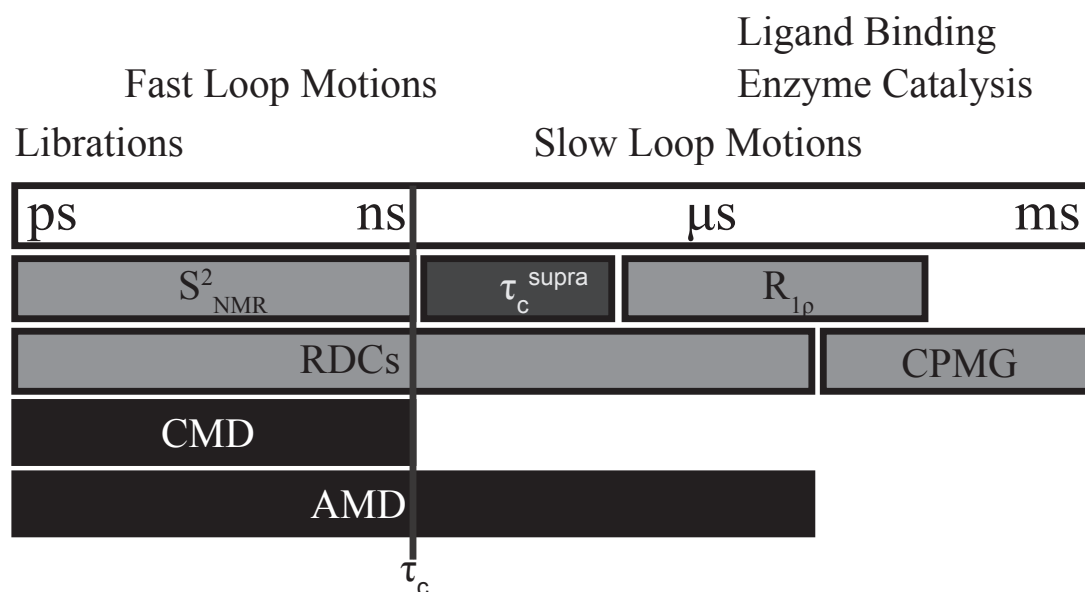 Ligand Binding
Fast Loop Motions Enzyme Catalysis
Librations Slow Loop Motions
ps ns μs ms
S²NMR τc supra R1ρ
RDCs CPMG
CMD
AMD
τc